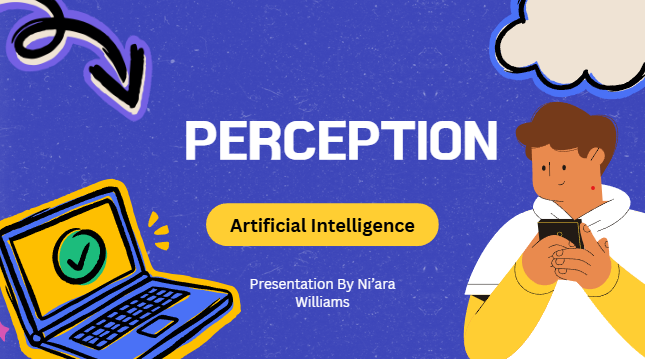 PERCEPTION
Artificial Intelligence
Presentation By Ni’ara
Williams